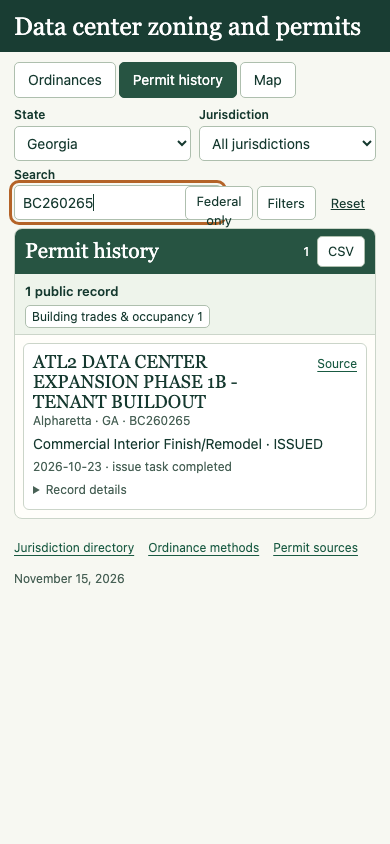 Data center zoning and permits
Ordinances
Permit history
Map
State
Jurisdiction
Georgia
All jurisdictions
Search
BC260265
Federal
only
Filters
Reset
Permit history
1
CSV
1 public record
Building trades & occupancy 1
ATL2 DATA CENTER
EXPANSION PHASE 1B -
TENANT BUILDOUT
Source
Alpharetta · GA · BC260265
Commercial Interior Finish/Remodel · ISSUED
2026-10-23 · issue task completed
Record details
Jurisdiction directory
Ordinance methods
Permit sources
November 15, 2026